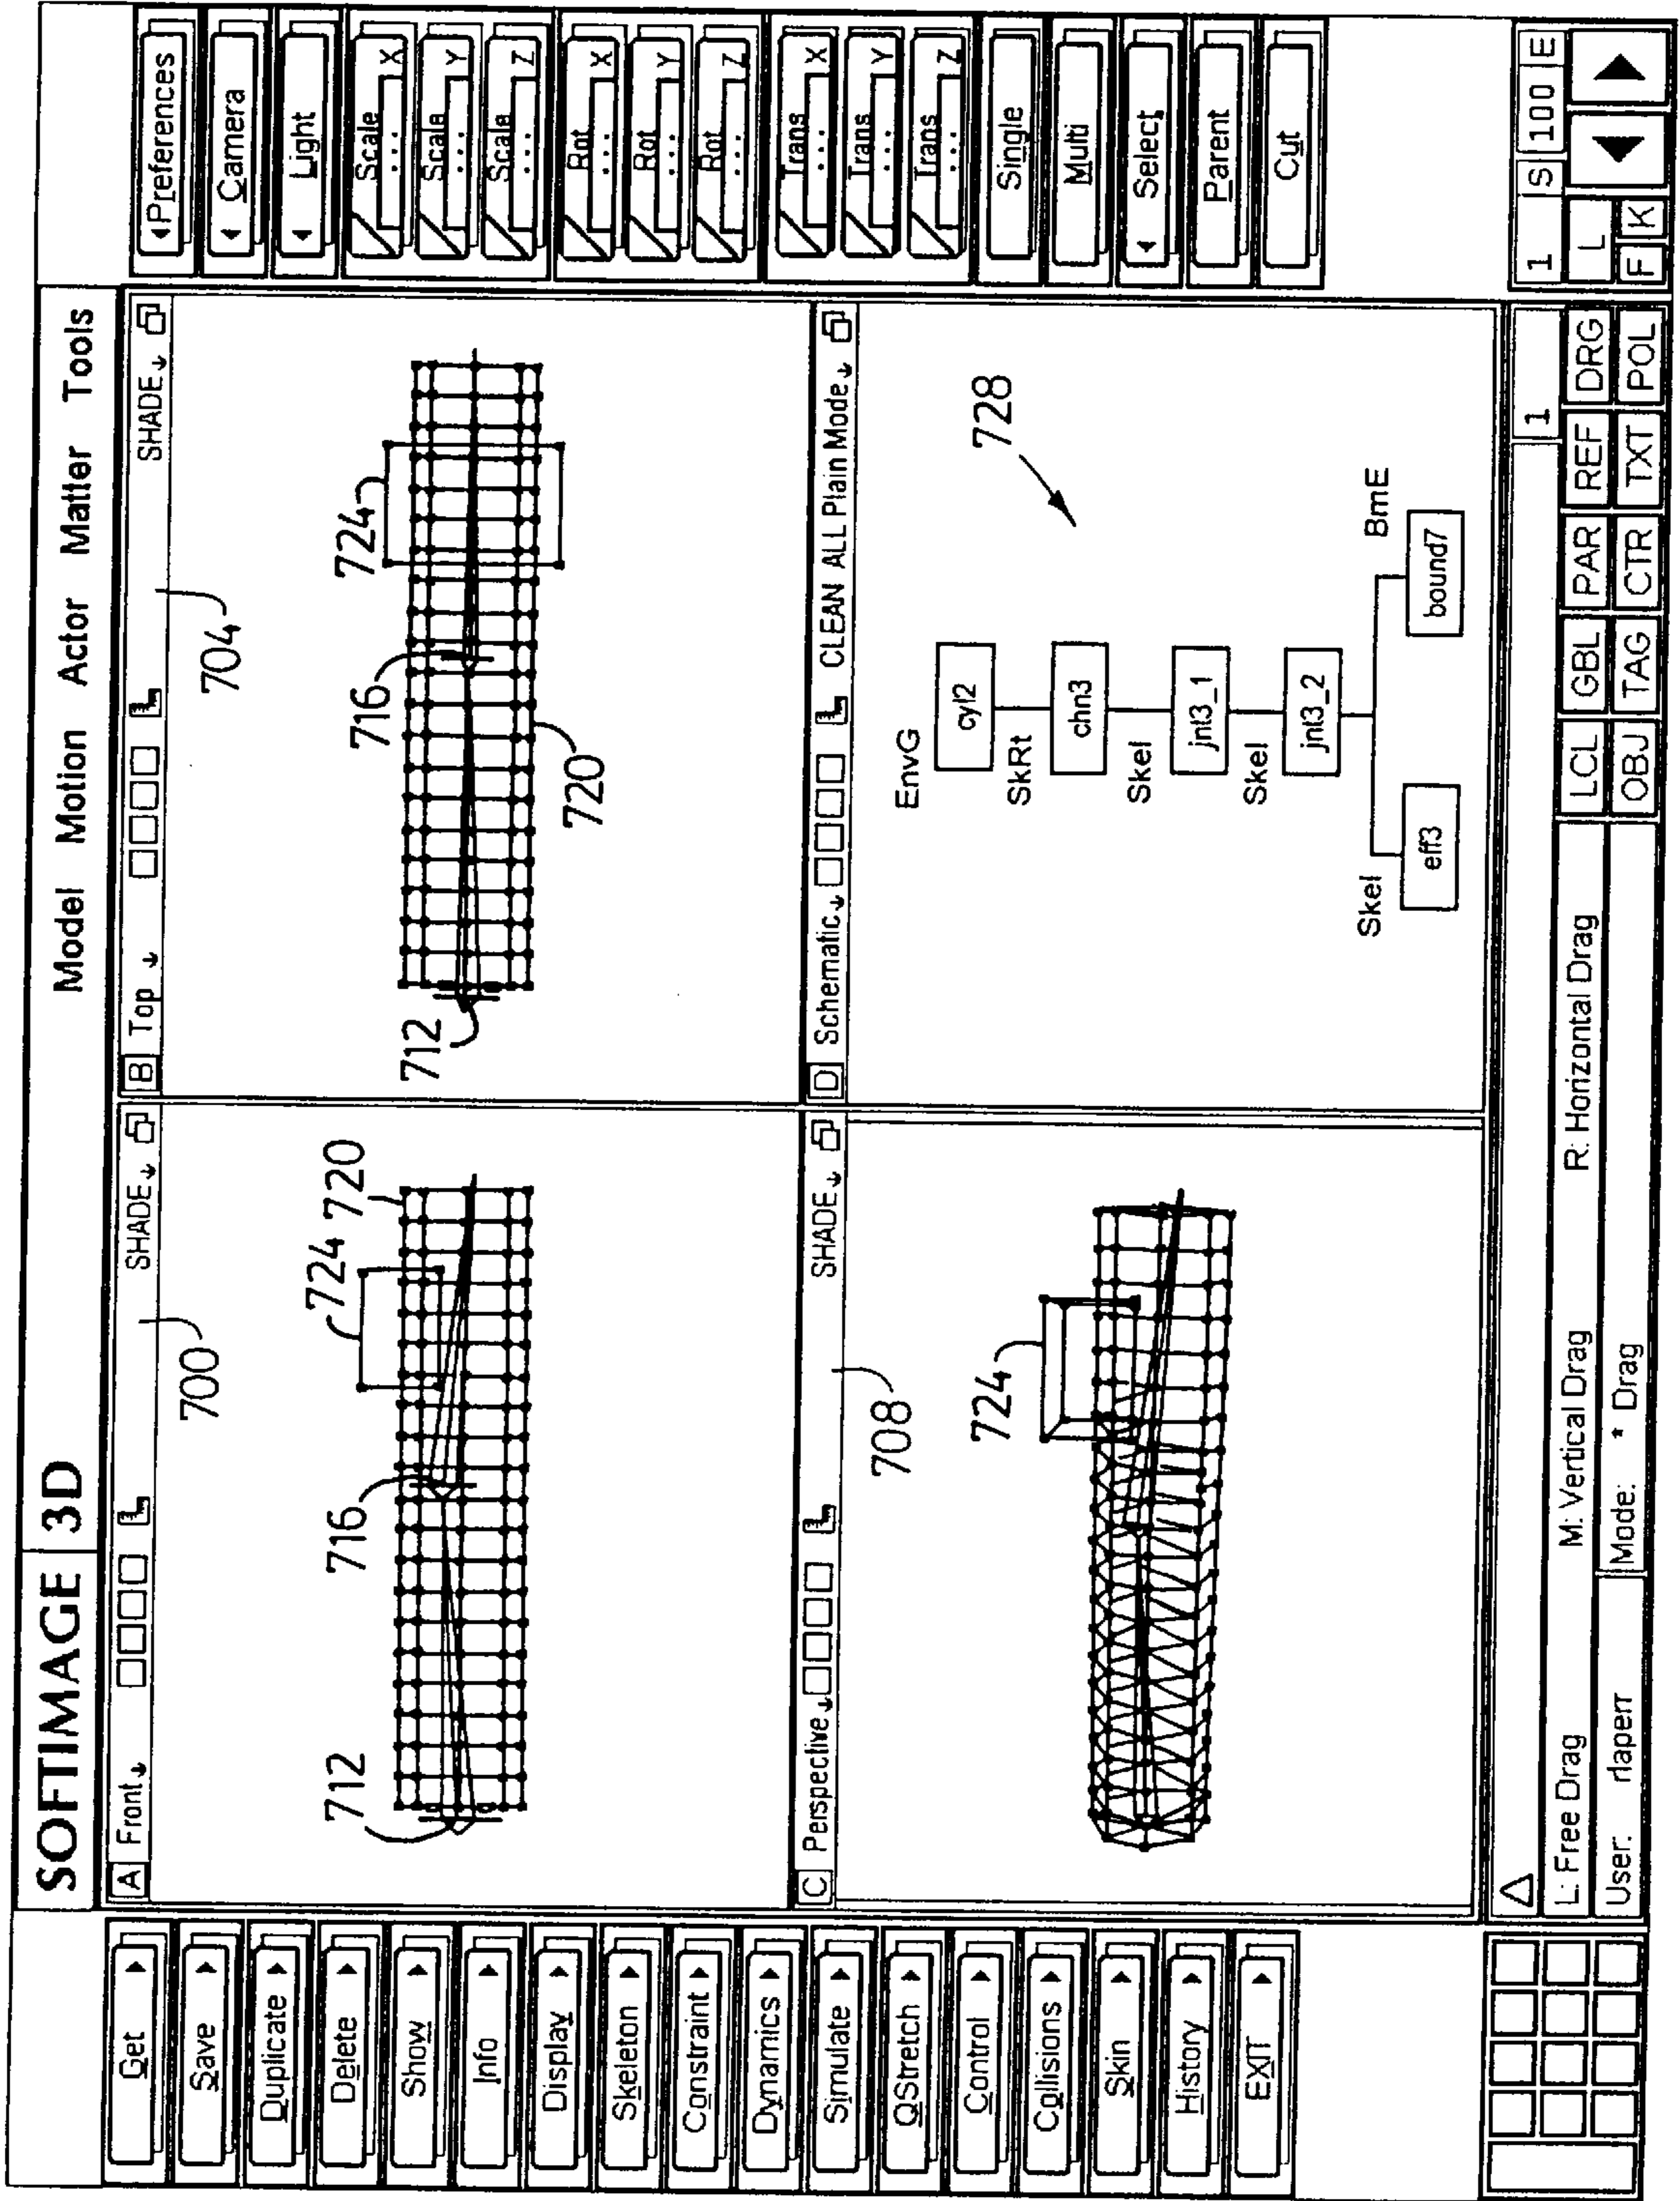 SOFTIMAGE 3D
Model Motion Actor Matter Tools
Get
Save
Duplicate
Delete
Show
Info
Display
Skeleton
Constraint
Dynamics
Simulate
QStretch
Control
Collisions
Skin
History
EXIT
A Front SHADE
700
712
716
724
720
B Top SHADE
704
712
716
724
720
C Perspective SHADE
708
724
D Schematic CLEAN ALL Plain Mode
728
EnvG
cyl2
SkRt
chn3
Skel
jnt3_1
Skel
jnt3_2
Skel
BmE
eff3
bound7
Preferences
Camera
Light
Scale X
...
Scale Y
...
Scale Z
...
Rot X
...
Rot Y
...
Rot Z
...
Trans X
...
Trans Y
...
Trans Z
...
Single
Multi
Select
Parent
Cut
1
L: Free Drag M: Vertical Drag R: Horizontal Drag
LCL GBL PAR REF DRG
User: rlaperr Mode: * Drag
OBJ TAG CTR TXT POL
1 S 100 E
L
F K